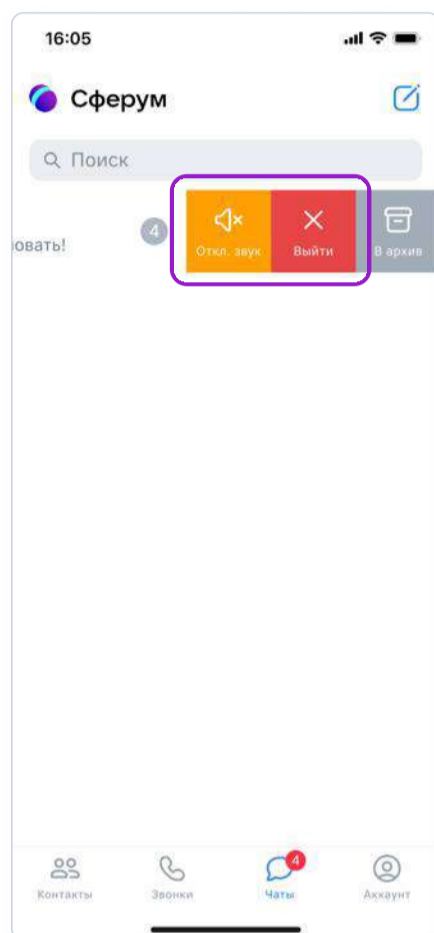 16:05
Сферум
Поиск
овать!
4
Откл. звук
Выйти
В архив
4
Контакты
Звонки
Чаты
Аккаунт